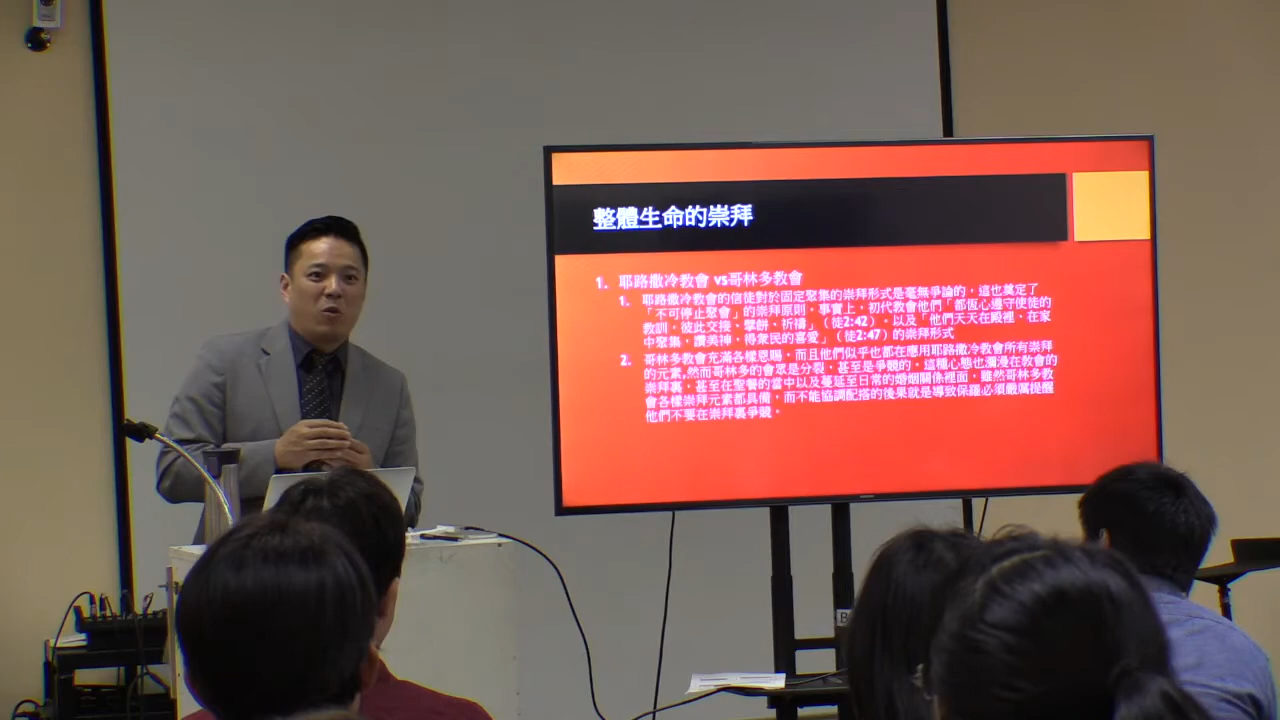 整體生命的崇拜
1. 耶路撒冷教會 vs哥林多教會
1. 耶路撒冷教會的信徒對於固定聚集的崇拜形式是毫無爭論的，這也奠定了
「不可停止聚會」的崇拜原則，事實上，初代教會他們「都恆心遵守使徒的
教訓，彼此交接，擘餅，祈禱」（徒2:42），以及「他們天天在殿裡，在家
中聚集，讚美神，得衆民的喜愛」（徒2:47）的崇拜形式
2. 哥林多教會充滿各樣恩賜，而且他們似乎也都在應用耶路撒冷教會所有崇拜
的元素,然而哥林多的會眾是分裂，甚至是爭競的，這種心態也瀰漫在教會的
崇拜裏，甚至在聖餐的當中以及蔓延至日常的婚姻關係裡面，雖然哥林多教
會各樣崇拜元素都具備，而不能協調配搭的後果就是導致保羅必須嚴厲提醒
他們不要在崇拜裏爭競。